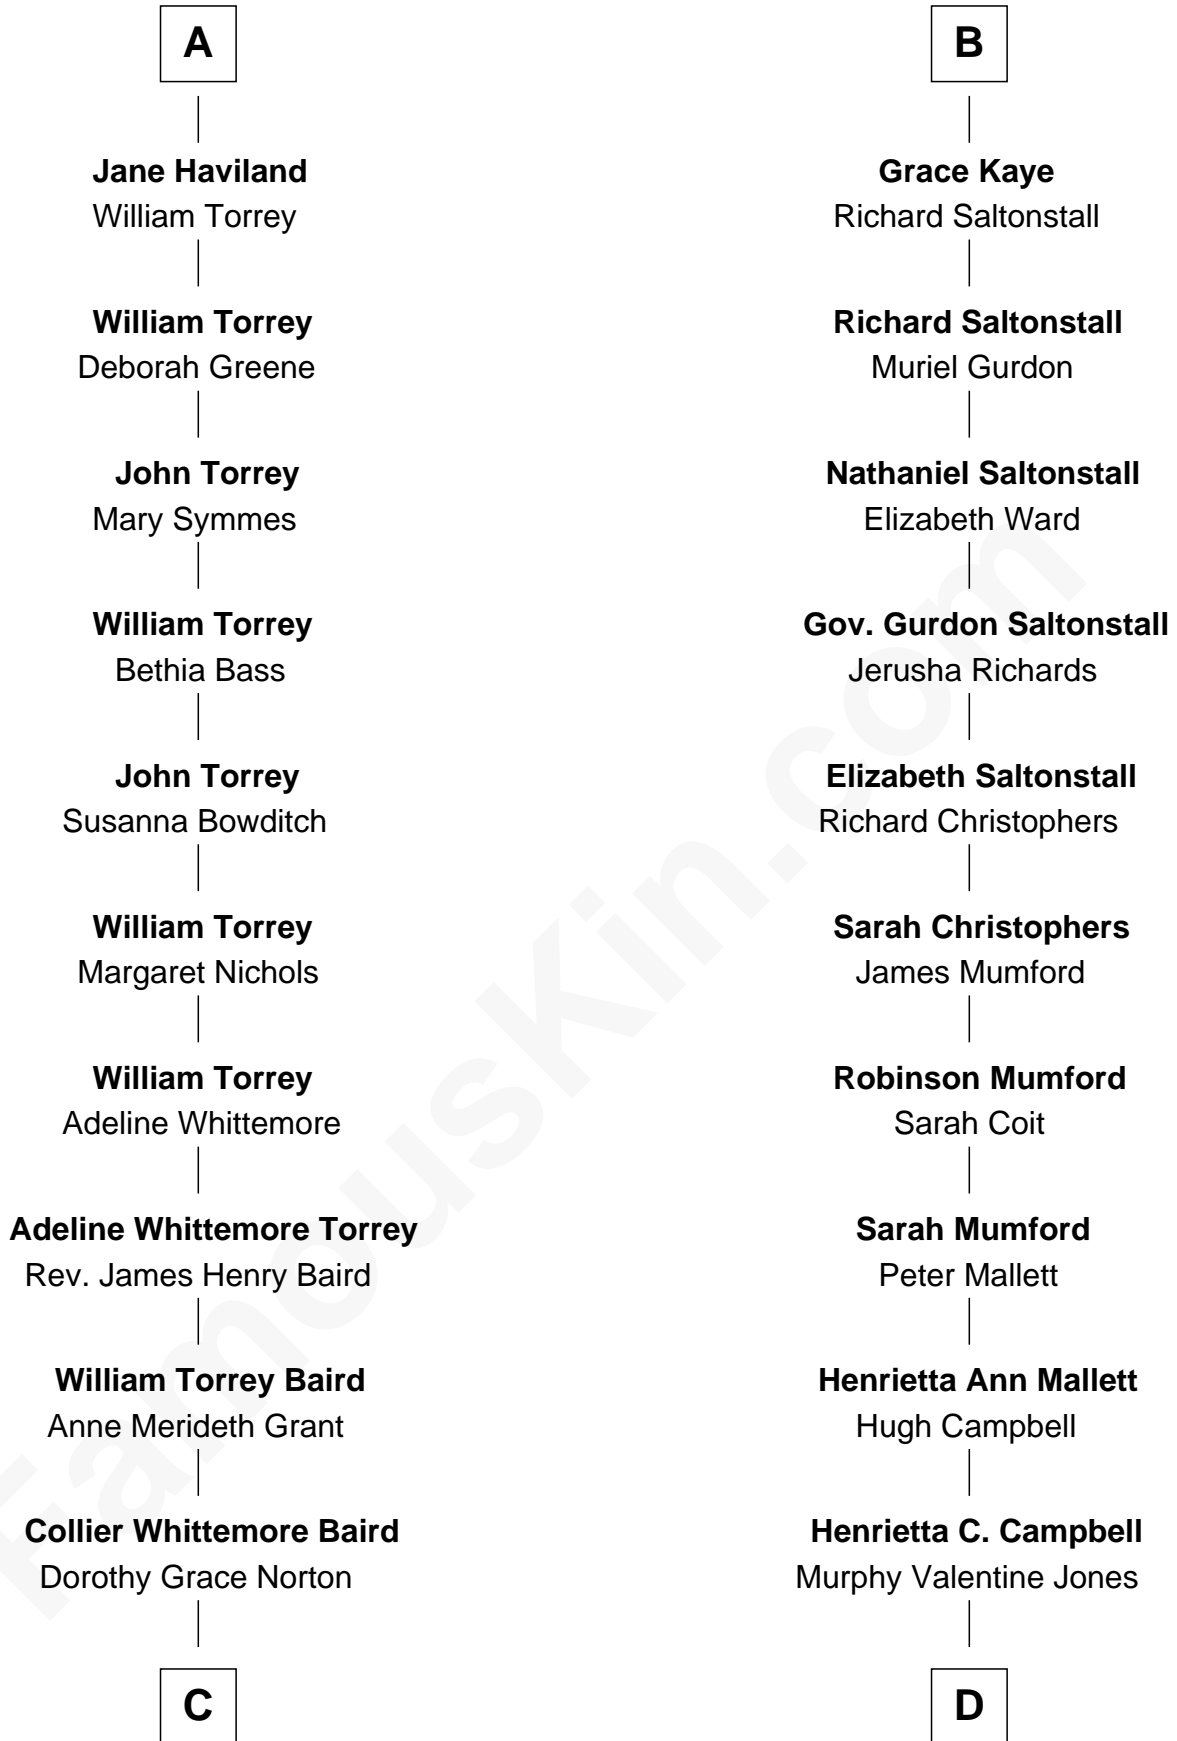 A
Jane Haviland
William Torrey
William Torrey
Deborah Greene
John Torrey
Mary Symmes
William Torrey
Bethia Bass
John Torrey
Susanna Bowditch
William Torrey
Margaret Nichols
William Torrey
Adeline Whittemore
Adeline Whittemore Torrey
Rev. James Henry Baird
William Torrey Baird
Anne Merideth Grant
Collier Whittemore Baird
Dorothy Grace Norton
C
B
Grace Kaye
Richard Saltonstall
Richard Saltonstall
Muriel Gurdon
Nathaniel Saltonstall
Elizabeth Ward
Gov. Gurdon Saltonstall
Jerusha Richards
Elizabeth Saltonstall
Richard Christophers
Sarah Christophers
James Mumford
Robinson Mumford
Sarah Coit
Sarah Mumford
Peter Mallett
Henrietta Ann Mallett
Hugh Campbell
Henrietta C. Campbell
Murphy Valentine Jones
D
FamousKin.com